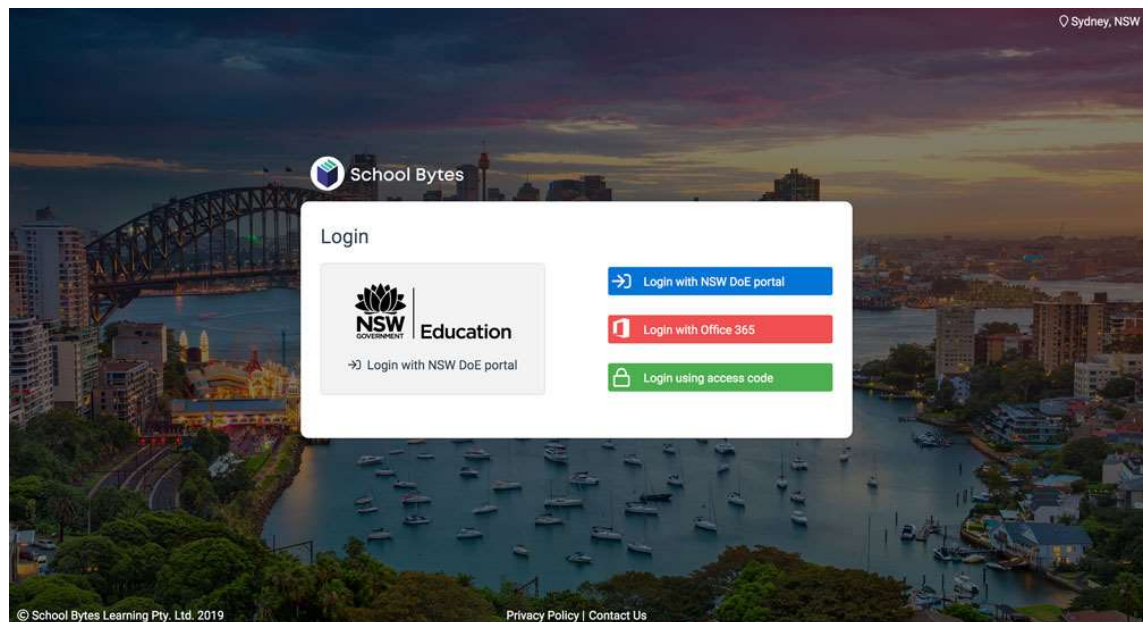 Sydney, NSW
School Bytes
Login
NSW
GOVERNMENT
Education
Login with NSW DoE portal
Login with NSW DoE portal
Login with Office 365
Login using access code
© School Bytes Learning Pty. Ltd. 2019
Privacy Policy | Contact Us